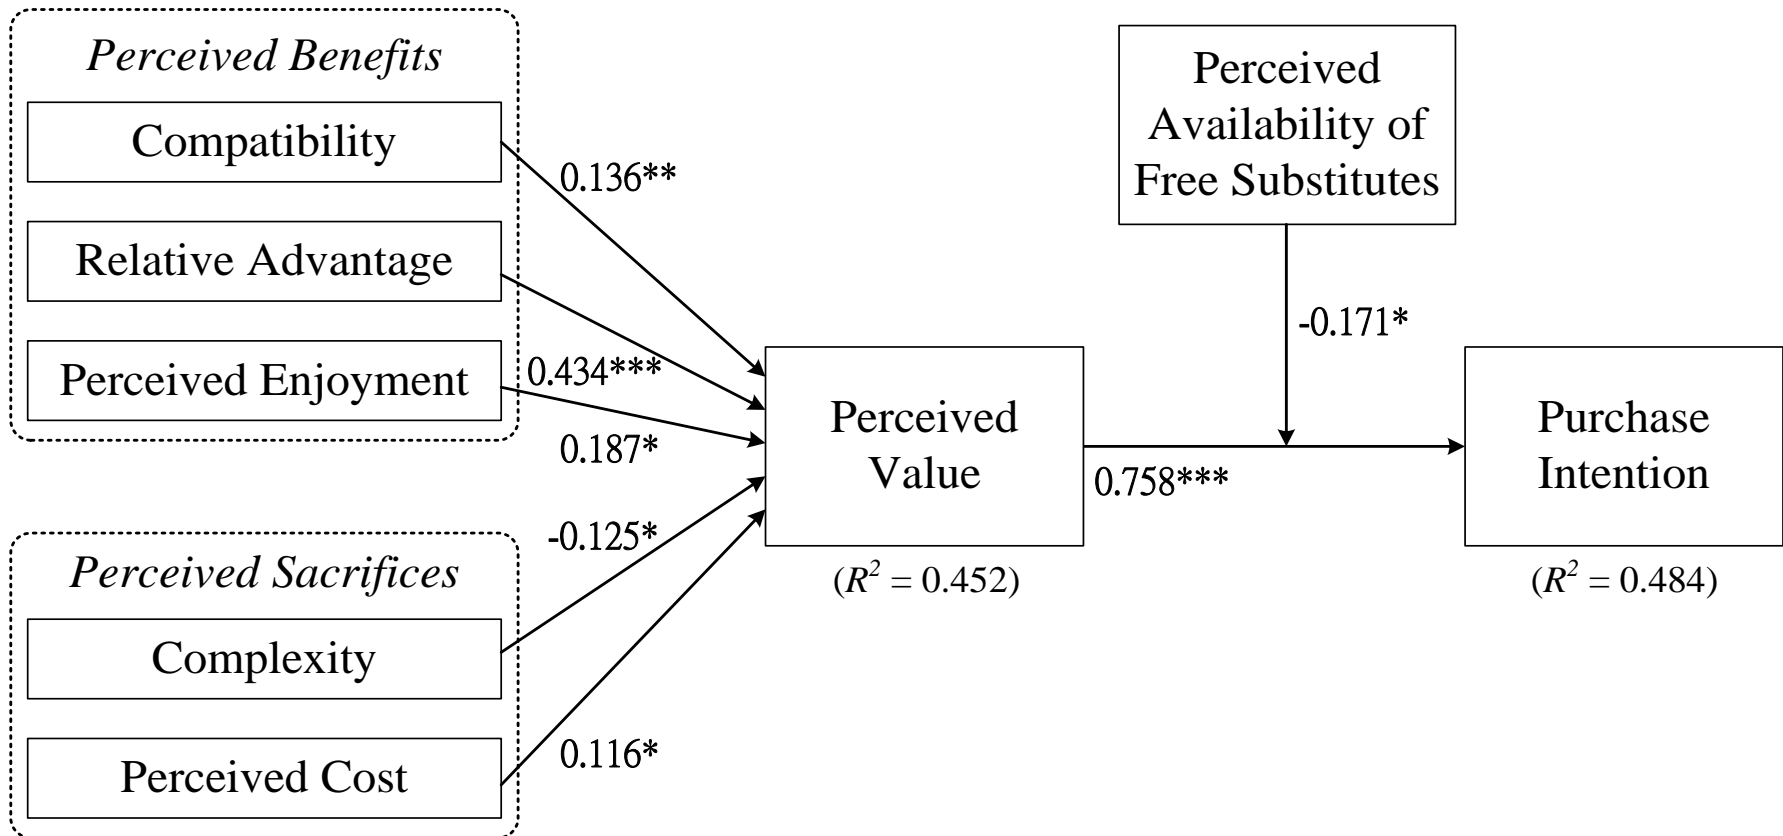 Perceived Benefits
Compatibility
Relative Advantage
Perceived Enjoyment
Perceived Sacrifices
Complexity
Perceived Cost
0.136**
0.434***
0.187*
-0.125*
0.116*
Perceived
Value
(R² = 0.452)
0.758***
Perceived
Availability of
Free Substitutes
-0.171*
Purchase
Intention
(R² = 0.484)